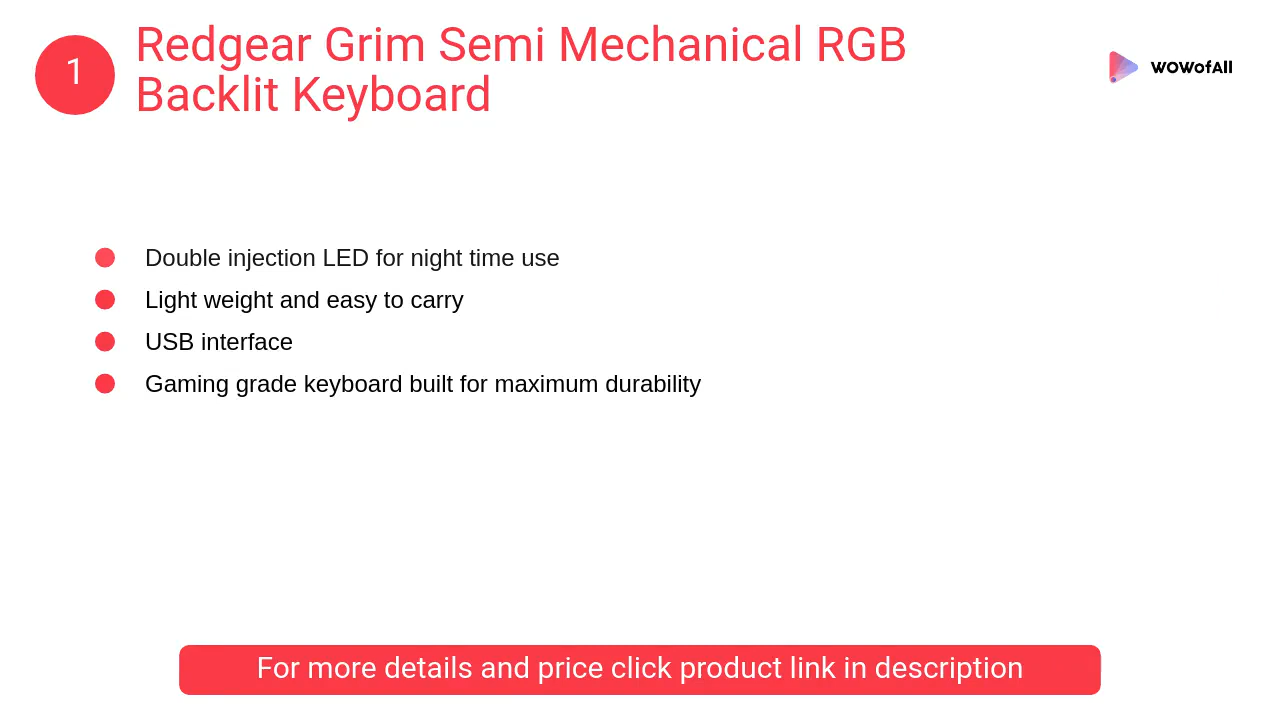 1
Redgear Grim Semi Mechanical RGB
Backlit Keyboard
WOWofAll
Double injection LED for night time use
Light weight and easy to carry
USB interface
Gaming grade keyboard built for maximum durability
For more details and price click product link in description